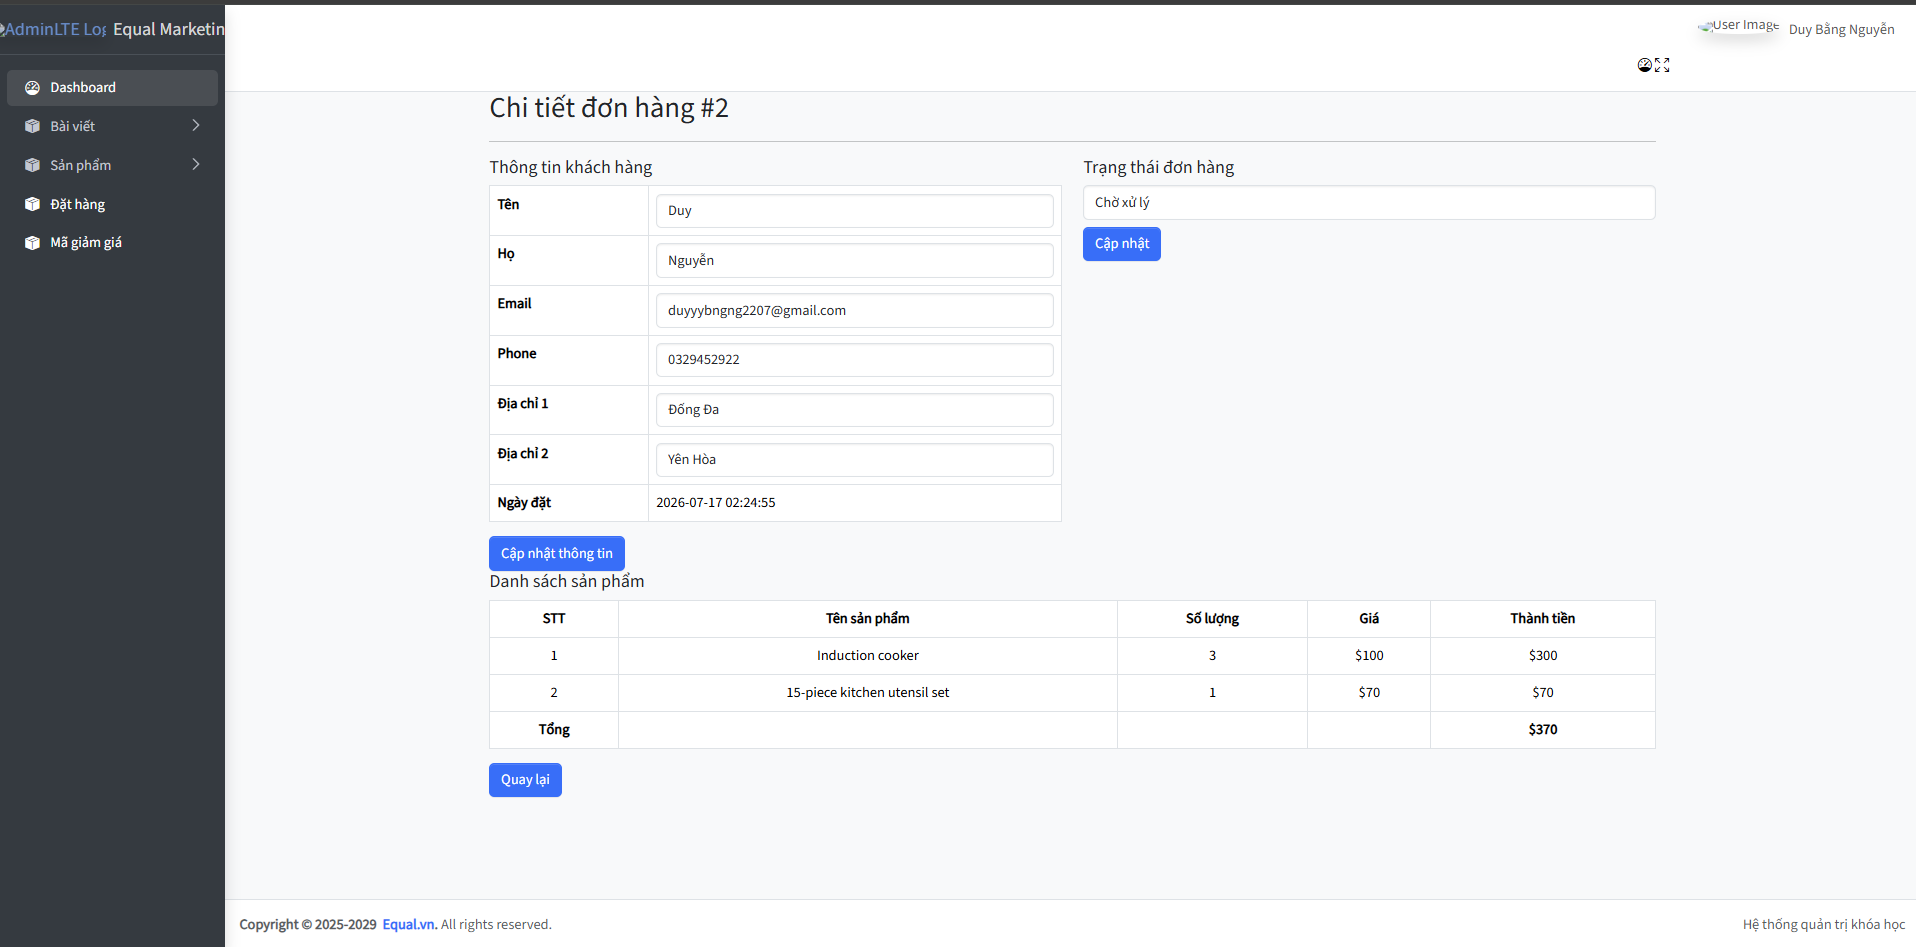 AdminLTE Log Equal Marketin
Dashboard
Bài viết
Sản phẩm
Đặt hàng
Mã giảm giá
User Image Duy Bằng Nguyễn
Chi tiết đơn hàng #2
Thông tin khách hàng
Tên Duy
Họ Nguyễn
Email duyyybngng2207@gmail.com
Phone 0329452922
Địa chỉ 1 Đống Đa
Địa chỉ 2 Yên Hòa
Ngày đặt 2026-07-17 02:24:55
Cập nhật thông tin
Trạng thái đơn hàng
Chờ xử lý
Cập nhật
Danh sách sản phẩm
STT Tên sản phẩm Số lượng Giá Thành tiền
1 Induction cooker 3 $100 $300
2 15-piece kitchen utensil set 1 $70 $70
Tổng $370
Quay lại
Copyright © 2025-2029 Equal.vn. All rights reserved.
Hệ thống quản trị khóa học